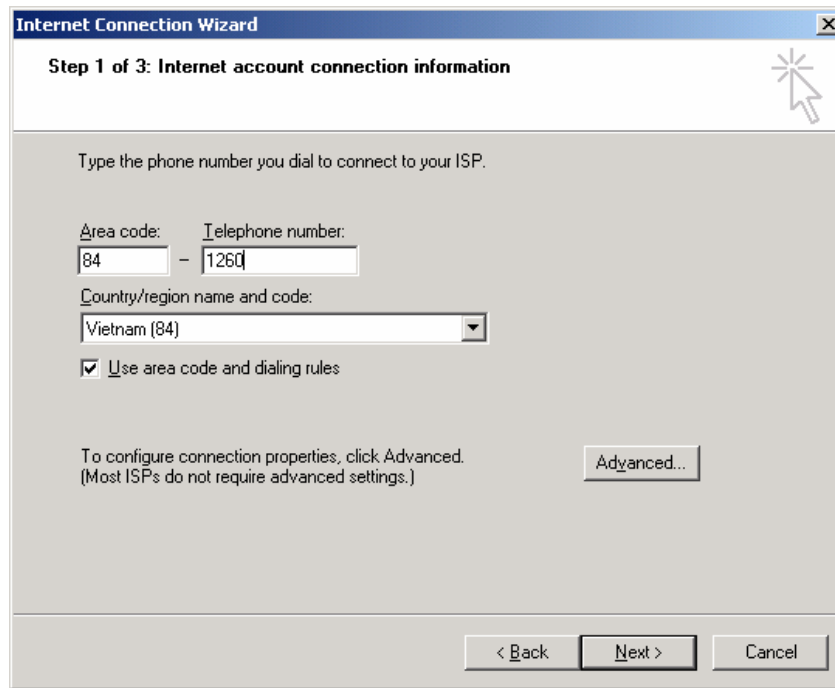 Internet Connection Wizard
Step 1 of 3: Internet account connection information
Type the phone number you dial to connect to your ISP.
Area code: Telephone number:
84 – 1260
Country/region name and code:
Vietnam (84)
Use area code and dialing rules
To configure connection properties, click Advanced.
(Most ISPs do not require advanced settings.)
Advanced...
< Back Next > Cancel